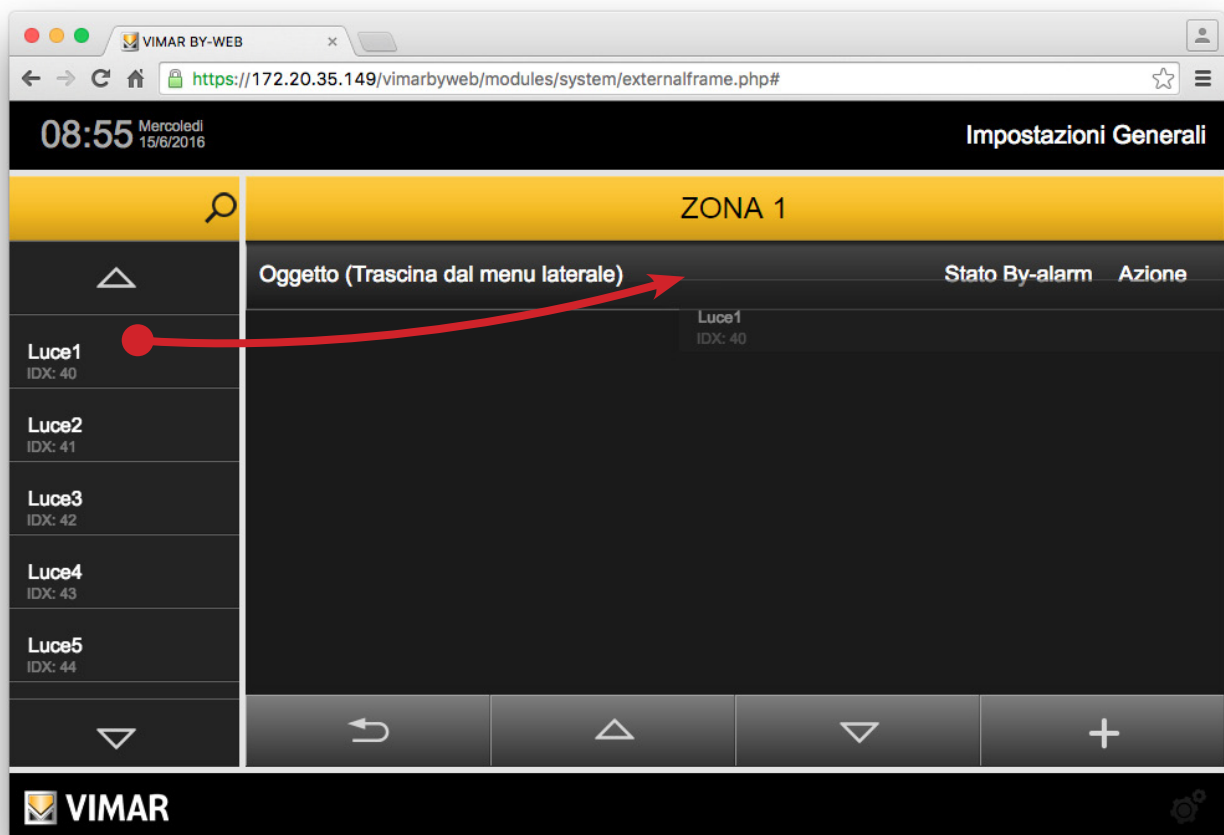 VIMAR BY-WEB
https://172.20.35.149/vimarbyweb/modules/system/externalframe.php#
08:55 Mercoledì
15/6/2016
Impostazioni Generali
ZONA 1
Oggetto (Trascina dal menu laterale) Stato By-alarm Azione
Luce1
IDX: 40
Luce1
IDX: 40
Luce2
IDX: 41
Luce3
IDX: 42
Luce4
IDX: 43
Luce5
IDX: 44
VIMAR